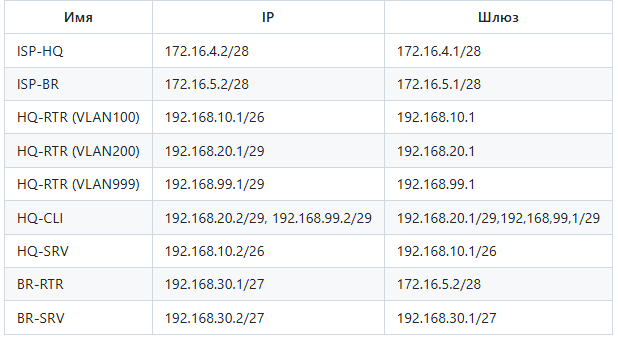 Имя IP Шлюз
ISP-HQ 172.16.4.2/28 172.16.4.1/28
ISP-BR 172.16.5.2/28 172.16.5.1/28
HQ-RTR (VLAN100) 192.168.10.1/26 192.168.10.1
HQ-RTR (VLAN200) 192.168.20.1/29 192.168.20.1
HQ-RTR (VLAN999) 192.168.99.1/29 192.168.99.1
HQ-CLI 192.168.20.2/29, 192.168.99.2/29 192.168.20.1/29,192,168,99,1/29
HQ-SRV 192.168.10.2/26 192.168.10.1/26
BR-RTR 192.168.30.1/27 172.16.5.2/28
BR-SRV 192.168.30.2/27 192.168.30.1/27